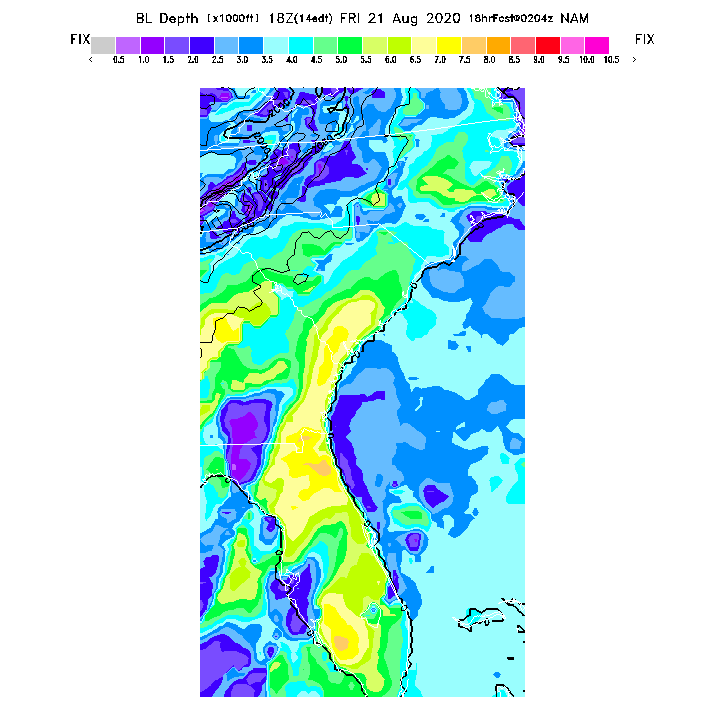 BL Depth [x1000ft] 18Z(14edt) FRI 21 Aug 2020 18hrFcst@0204z NAM
FIX FIX
< 0.5 1.0 1.5 2.0 2.5 3.0 3.5 4.0 4.5 5.0 5.5 6.0 6.5 7.0 7.5 8.0 8.5 9.0 9.5 10.0 10.5 >